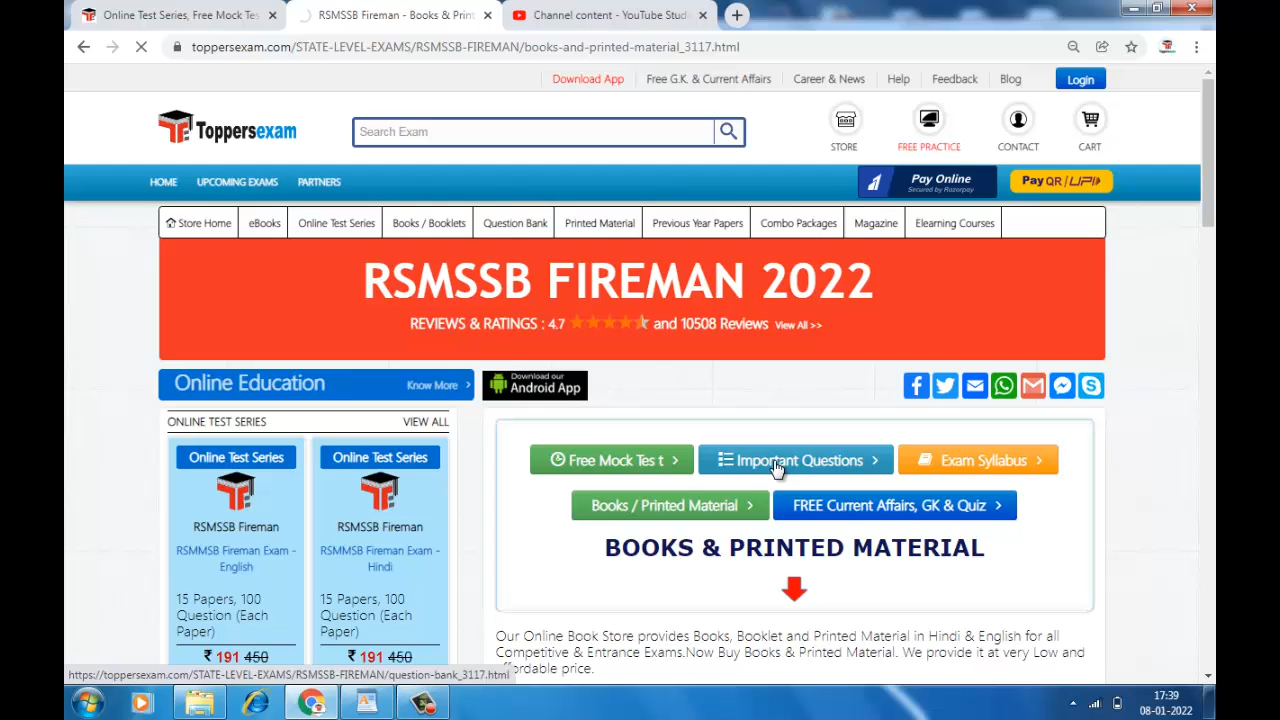 Online Test Series, Free Mock Tes
RSMSSB Fireman - Books & Print
Channel content - YouTube Studi
toppersexam.com/STATE-LEVEL-EXAMS/RSMSSB-FIREMAN/books-and-printed-material_3117.html
Download App
Free G.K. & Current Affairs
Career & News
Help
Feedback
Blog
Login
Toppersexam
Search Exam
STORE
FREE PRACTICE
CONTACT
CART
HOME
UPCOMING EXAMS
PARTNERS
Pay Online
Secured by Razorpay
Pay QR / UPI
Store Home
eBooks
Online Test Series
Books / Booklets
Question Bank
Printed Material
Previous Year Papers
Combo Packages
Magazine
Elearning Courses
RSMSSB FIREMAN 2022
REVIEWS & RATINGS : 4.7 and 10508 Reviews View All >>
Online Education
Know More
Download our
Android App
ONLINE TEST SERIES
VIEW ALL
Online Test Series
RSMSSB Fireman
RSMMSB Fireman Exam -
English
15 Papers, 100
Question (Each
Paper)
₹ 191 450
Online Test Series
RSMSSB Fireman
RSMMSB Fireman Exam -
Hindi
15 Papers, 100
Question (Each
Paper)
₹ 191 450
Free Mock Tes t
Important Questions
Exam Syllabus
Books / Printed Material
FREE Current Affairs, GK & Quiz
BOOKS & PRINTED MATERIAL
Our Online Book Store provides Books, Booklet and Printed Material in Hindi & English for all
Competitive & Entrance Exams.Now Buy Books & Printed Material. We provide it at very Low and
ffordable price.
https://toppersexam.com/STATE-LEVEL-EXAMS/RSMSSB-FIREMAN/question-bank_3117.html
17:39
08-01-2022